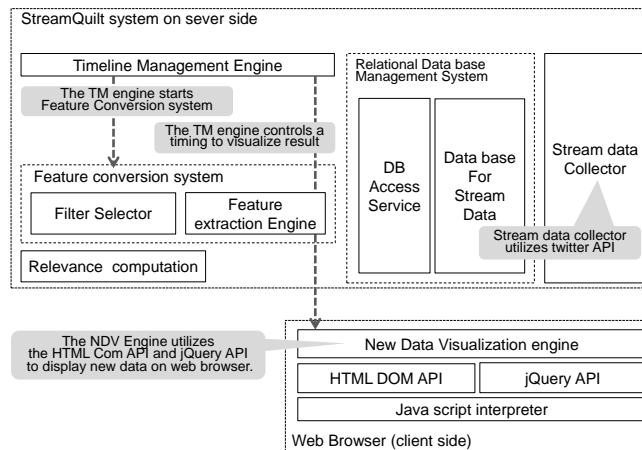 StreamQuilt system on sever side
Timeline Management Engine
The TM engine starts
Feature Conversion system
The TM engine controls a
timing to visualize result
Feature conversion system
Filter Selector
Feature
extraction Engine
Relevance computation
Relational Data base
Management System
DB
Access
Service
Data base
For
Stream
Data
Stream data
Collector
Stream data collector
utilizes twitter API
The NDV Engine utilizes
the HTML Com API and jQuery API
to display new data on web browser.
New Data Visualization engine
HTML DOM API
jQuery API
Java script interpreter
Web Browser (client side)